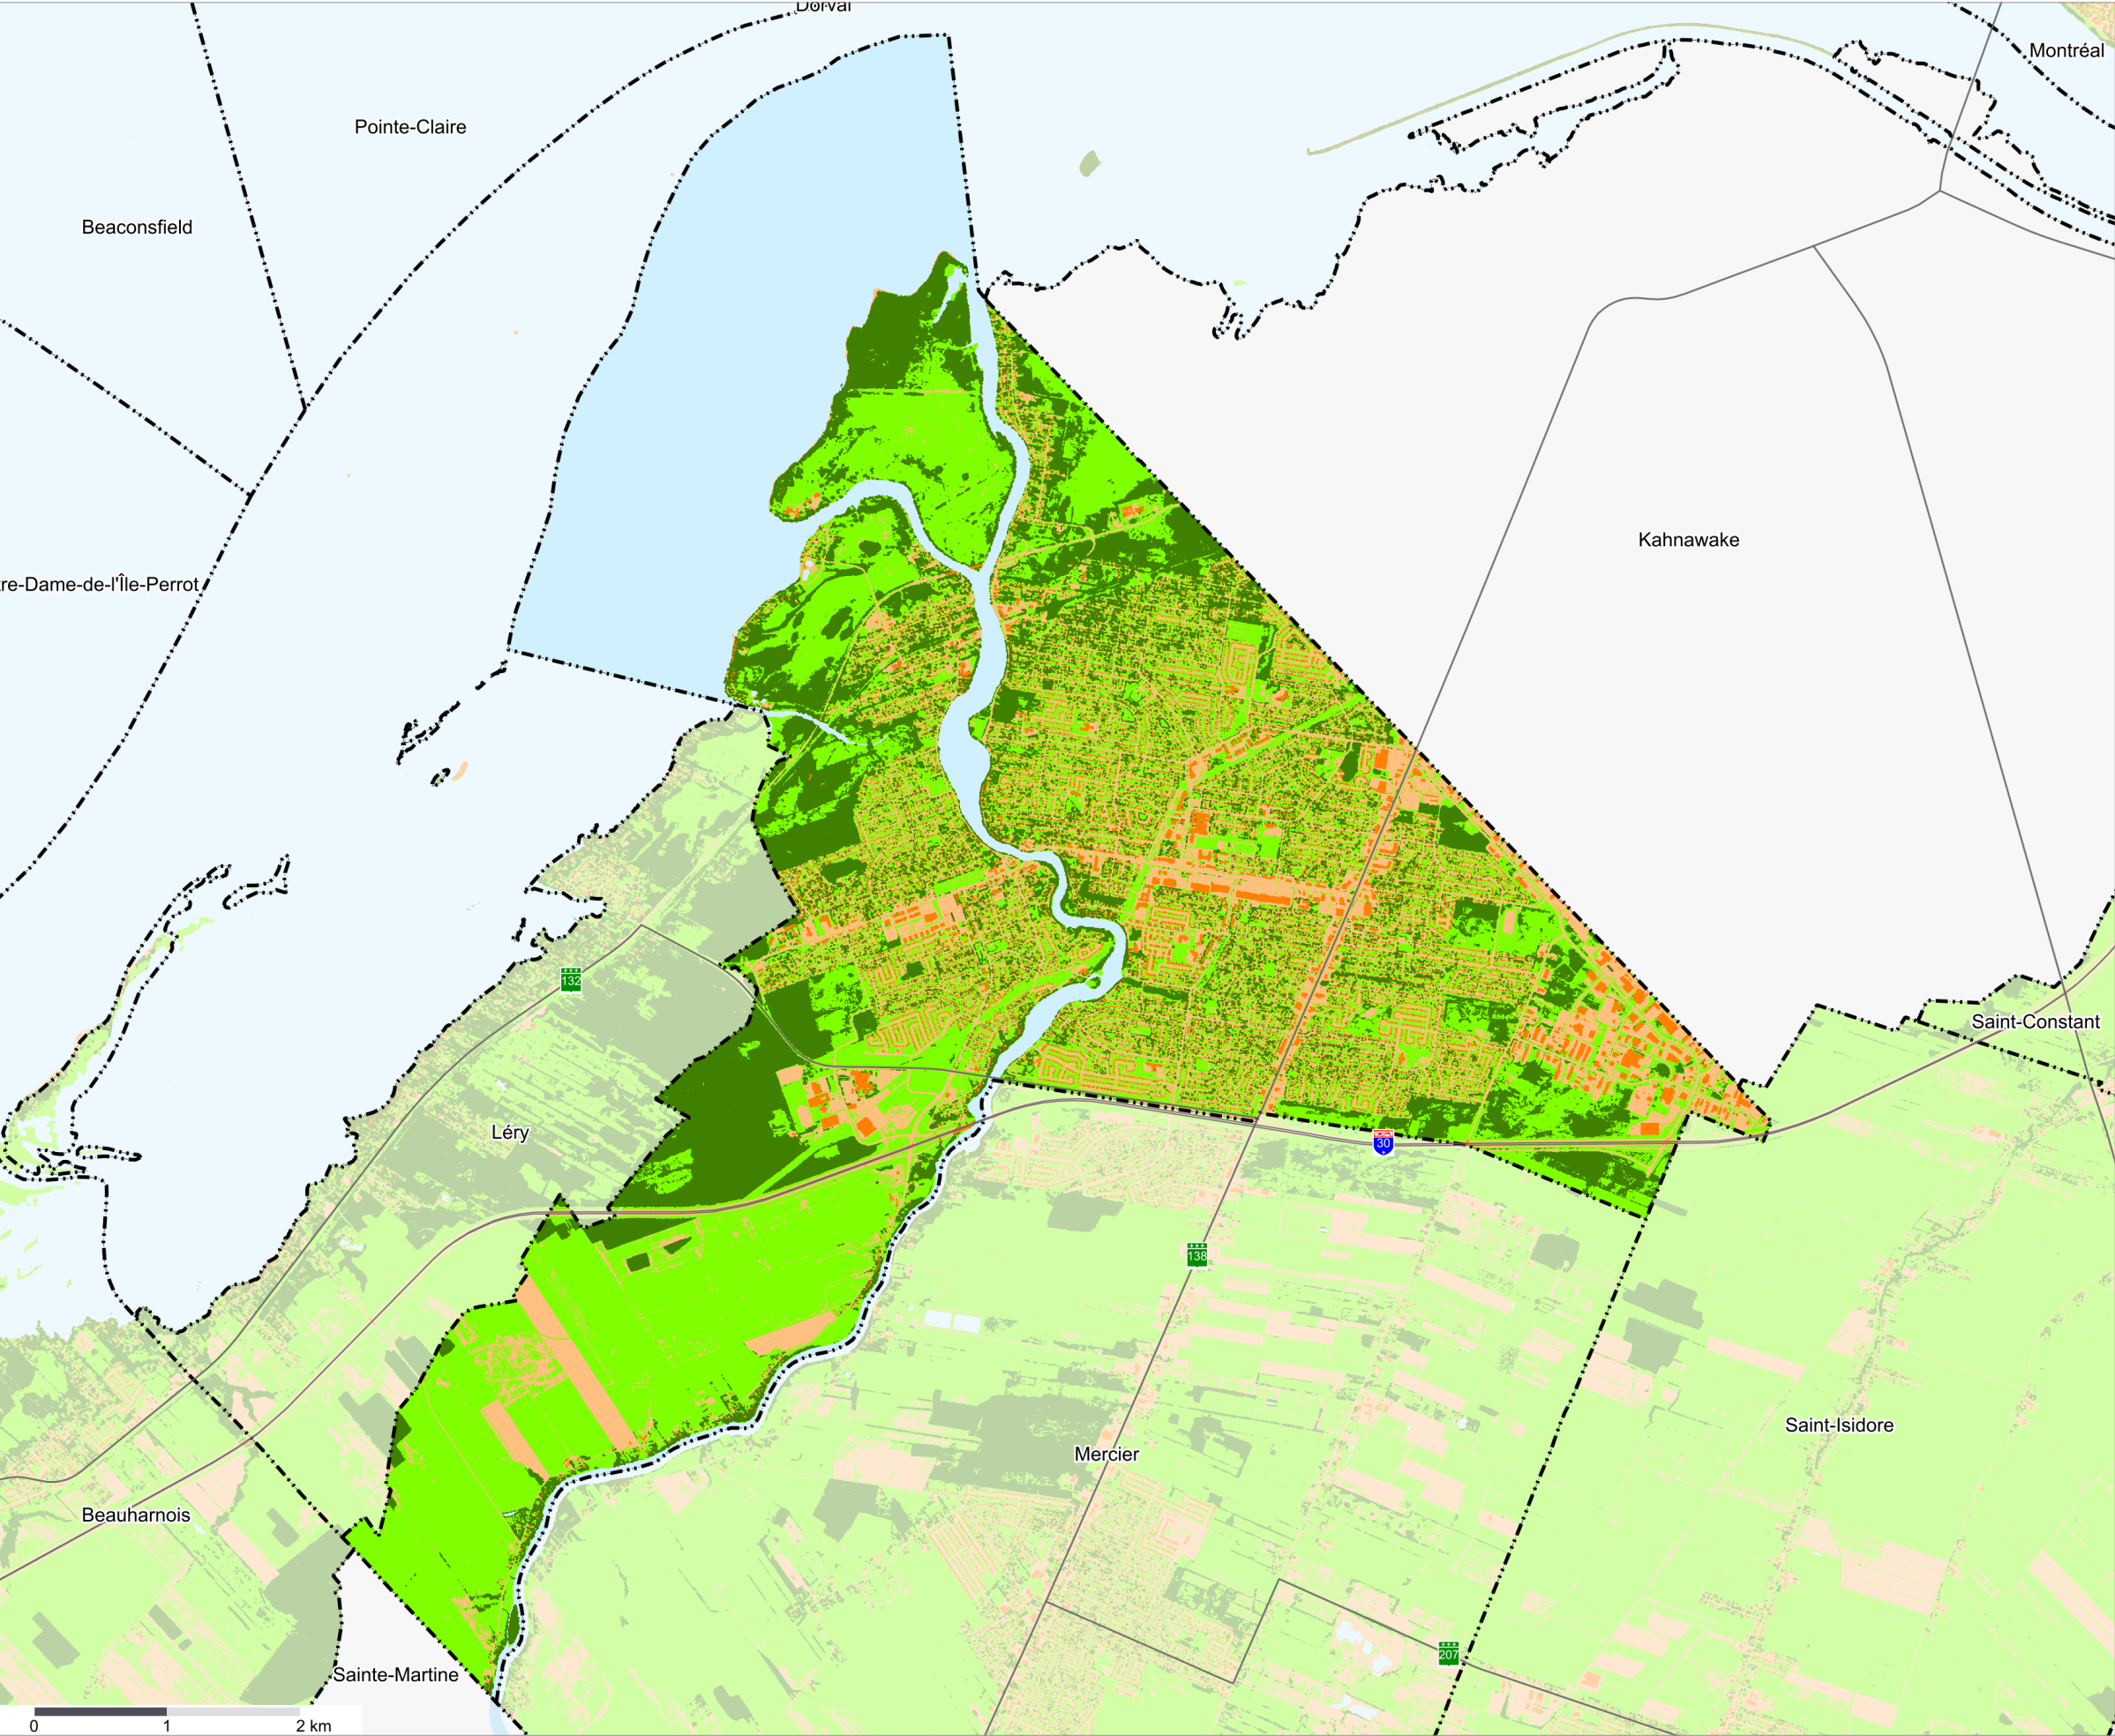 Dorval
Montréal
Pointe-Claire
Beaconsfield
Kahnawake
tre-Dame-de-l'Île-Perrot
132
Saint-Constant
Léry
30
138
Saint-Isidore
Mercier
Beauharnois
207
Sainte-Martine
0 1 2 km